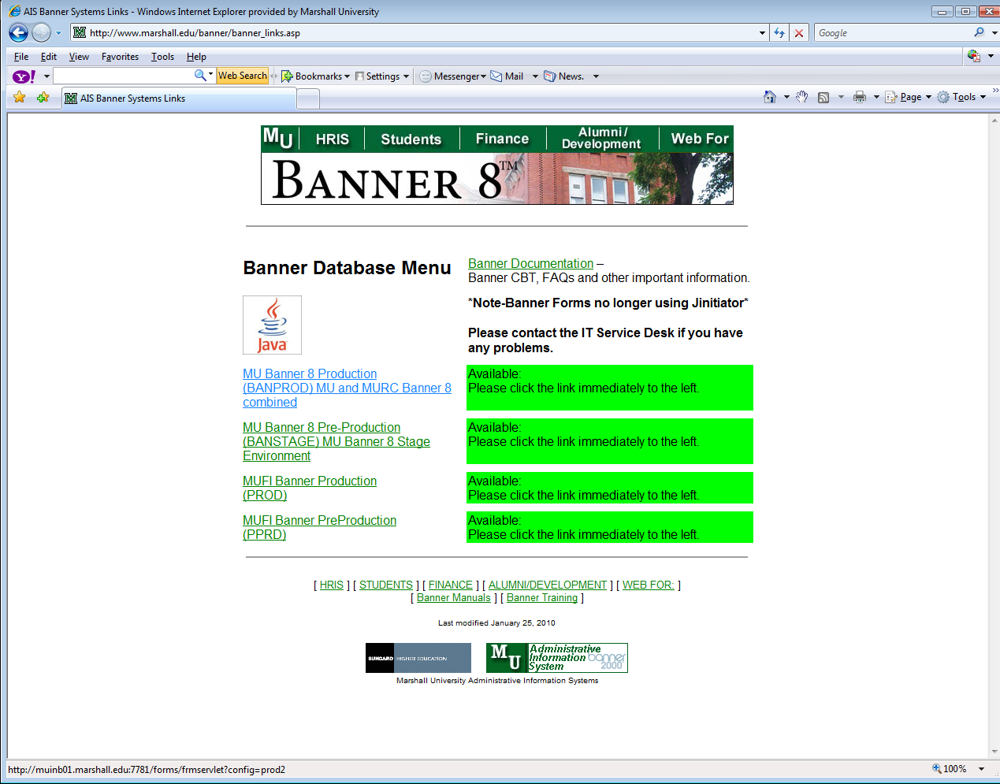 AIS Banner Systems Links - Windows Internet Explorer provided by Marshall University
http://www.marshall.edu/banner/banner_links.asp
Google
File Edit View Favorites Tools Help
Y! Web Search Bookmarks Settings Messenger Mail News.
AIS Banner Systems Links
Page Tools
MU HRIS Students Finance Alumni / Development Web For
BANNER 8™
Banner Database Menu
Banner Documentation –
Banner CBT, FAQs and other important information.
Java
*Note-Banner Forms no longer using Jinitiator*
Please contact the IT Service Desk if you have
any problems.
MU Banner 8 Production
(BANPROD) MU and MURC Banner 8
combined
Available:
Please click the link immediately to the left.
MU Banner 8 Pre-Production
(BANSTAGE) MU Banner 8 Stage
Environment
Available:
Please click the link immediately to the left.
MUFI Banner Production
(PROD)
Available:
Please click the link immediately to the left.
MUFI Banner PreProduction
(PPRD)
Available:
Please click the link immediately to the left.
[ HRIS ] [ STUDENTS ] [ FINANCE ] [ ALUMNI/DEVELOPMENT ] [ WEB FOR: ]
[ Banner Manuals ] [ Banner Training ]
Last modified January 25, 2010
SUNGARD HIGHER EDUCATION
MU Administrative
Information
System
banner
2000
Marshall University Administrative Information Systems
http://muinb01.marshall.edu:7781/forms/frmservlet?config=prod2
100%